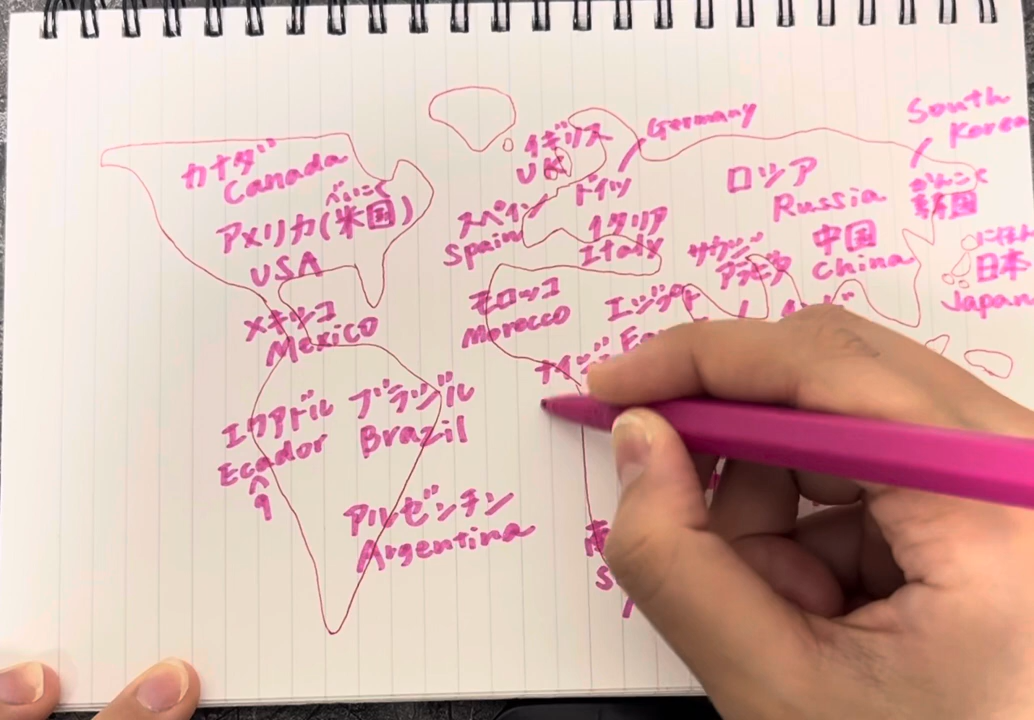 カナダ
Canada
べいこく
アメリカ(米国)
USA
メキシコ
Mexico
エクアドル
Ecador
^
q
ブラジル
Brazil
アルゼンチン
Argentina
イギリス
UK
Germany
ドイツ
スペイン
Spain
イタリア
Italy
モロッコ
Morocco
エジプト
ナイジ
サウジ
アラビア
ロシア
Russia
中国
China
South
Korea
かんこく
韓国
にほん
日本
Japan
南
S